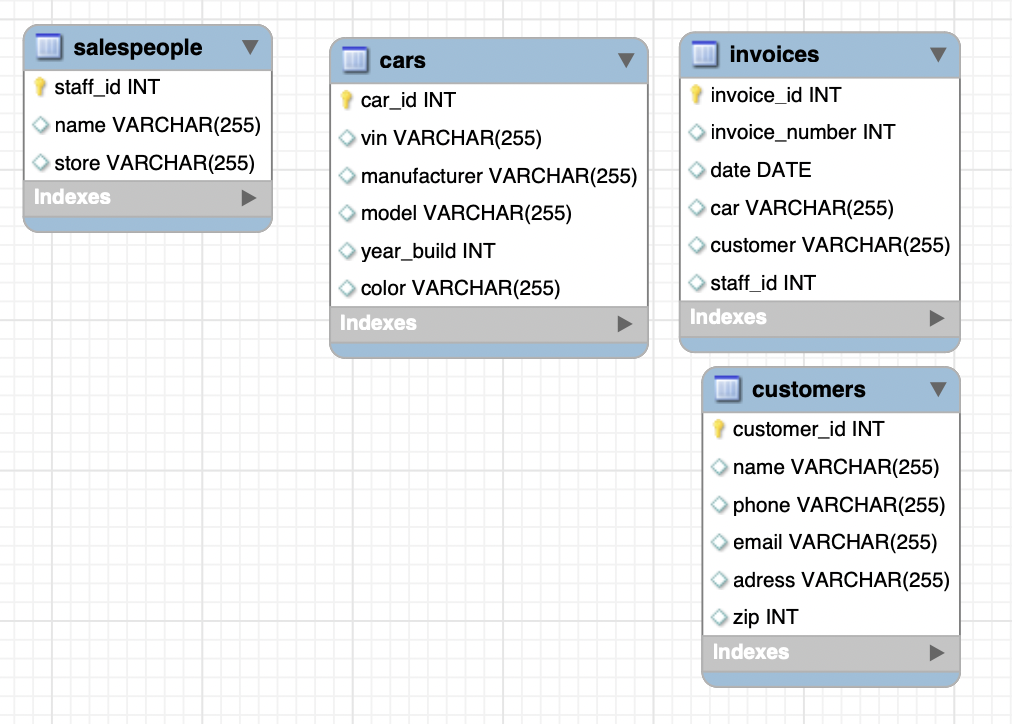 salespeople
staff_id INT
name VARCHAR(255)
store VARCHAR(255)
Indexes
cars
car_id INT
vin VARCHAR(255)
manufacturer VARCHAR(255)
model VARCHAR(255)
year_build INT
color VARCHAR(255)
Indexes
invoices
invoice_id INT
invoice_number INT
date DATE
car VARCHAR(255)
customer VARCHAR(255)
staff_id INT
Indexes
customers
customer_id INT
name VARCHAR(255)
phone VARCHAR(255)
email VARCHAR(255)
adress VARCHAR(255)
zip INT
Indexes